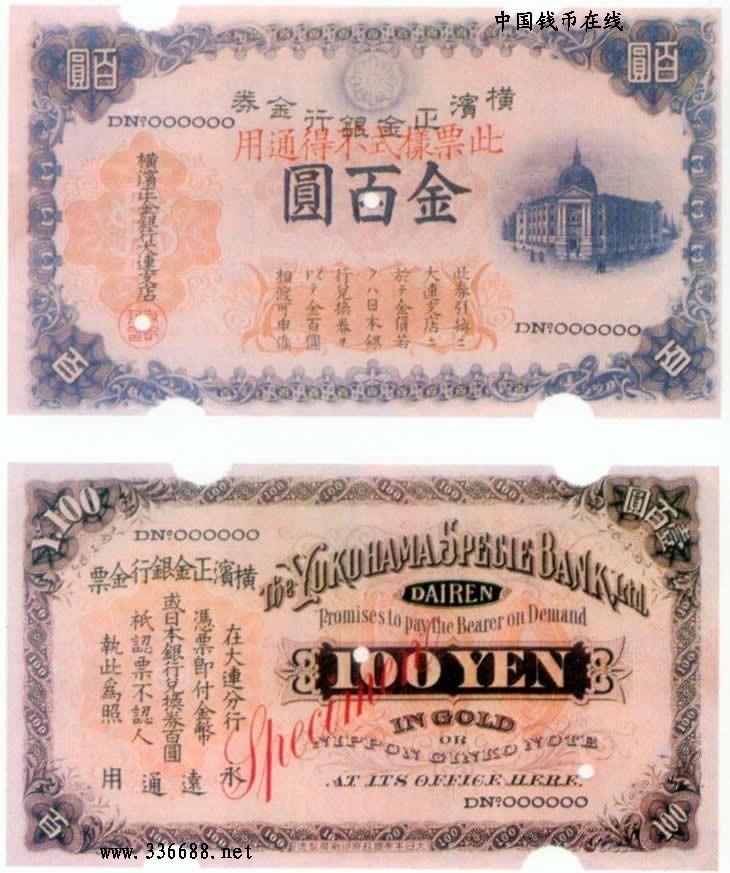 中国钱币在线
百圓
百圓
橫濱正金銀行金券
DNº000000
此票樣式不得通用
金百圓
橫濱正金銀行大連支店
此券引換ニ
大連支店ニ
於テ金貨若
クハ日本銀
行兌換券ヲ
以テ金百圓
相渡可申候
DNº000000
百
百
¥100
壹百圓
DNº000000
橫濱正金銀行金票
在大連分行
憑票即付金幣
或日本銀行兌換券百圓
祇認票不認人
執此爲照
永遠通用
The YOKOHAMA SPECIE BANK, Ltd.
DAIREN
Promises to pay the Bearer on Demand
100 YEN
IN GOLD
OR
NIPPON GINKO NOTE
AT ITS OFFICE HERE.
Specimen
DNº000000
百
100
www.336688.net